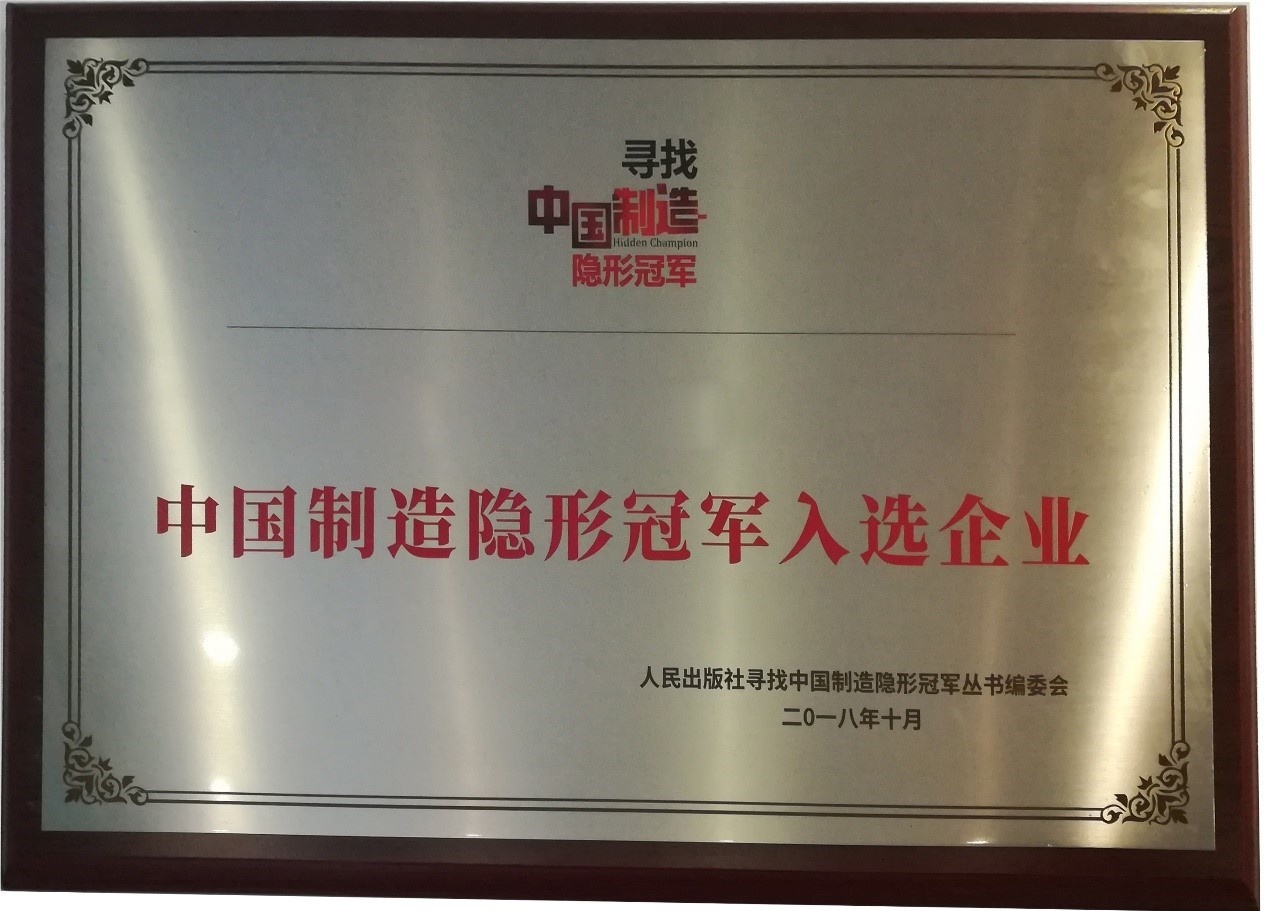 寻找
中国制造
Hidden Champion
隐形冠军
中国制造隐形冠军入选企业
人民出版社寻找中国制造隐形冠军丛书编委会
二0一八年十月